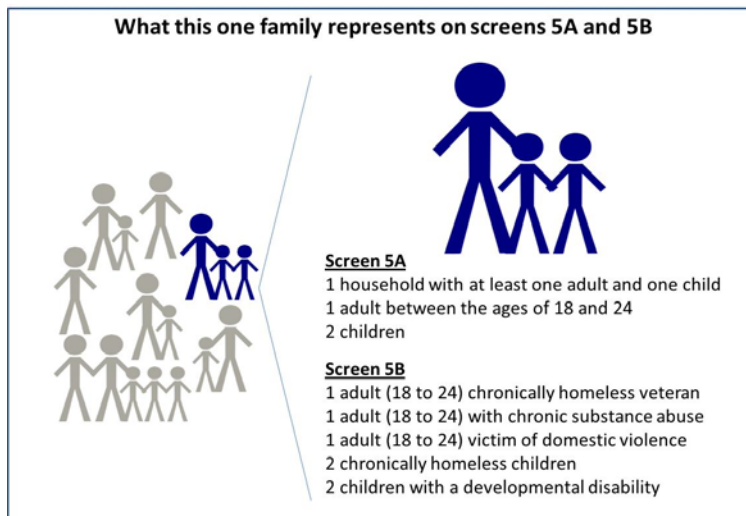 What this one family represents on screens 5A and 5B
Screen 5A
1 household with at least one adult and one child
1 adult between the ages of 18 and 24
2 children
Screen 5B
1 adult (18 to 24) chronically homeless veteran
1 adult (18 to 24) with chronic substance abuse
1 adult (18 to 24) victim of domestic violence
2 chronically homeless children
2 children with a developmental disability